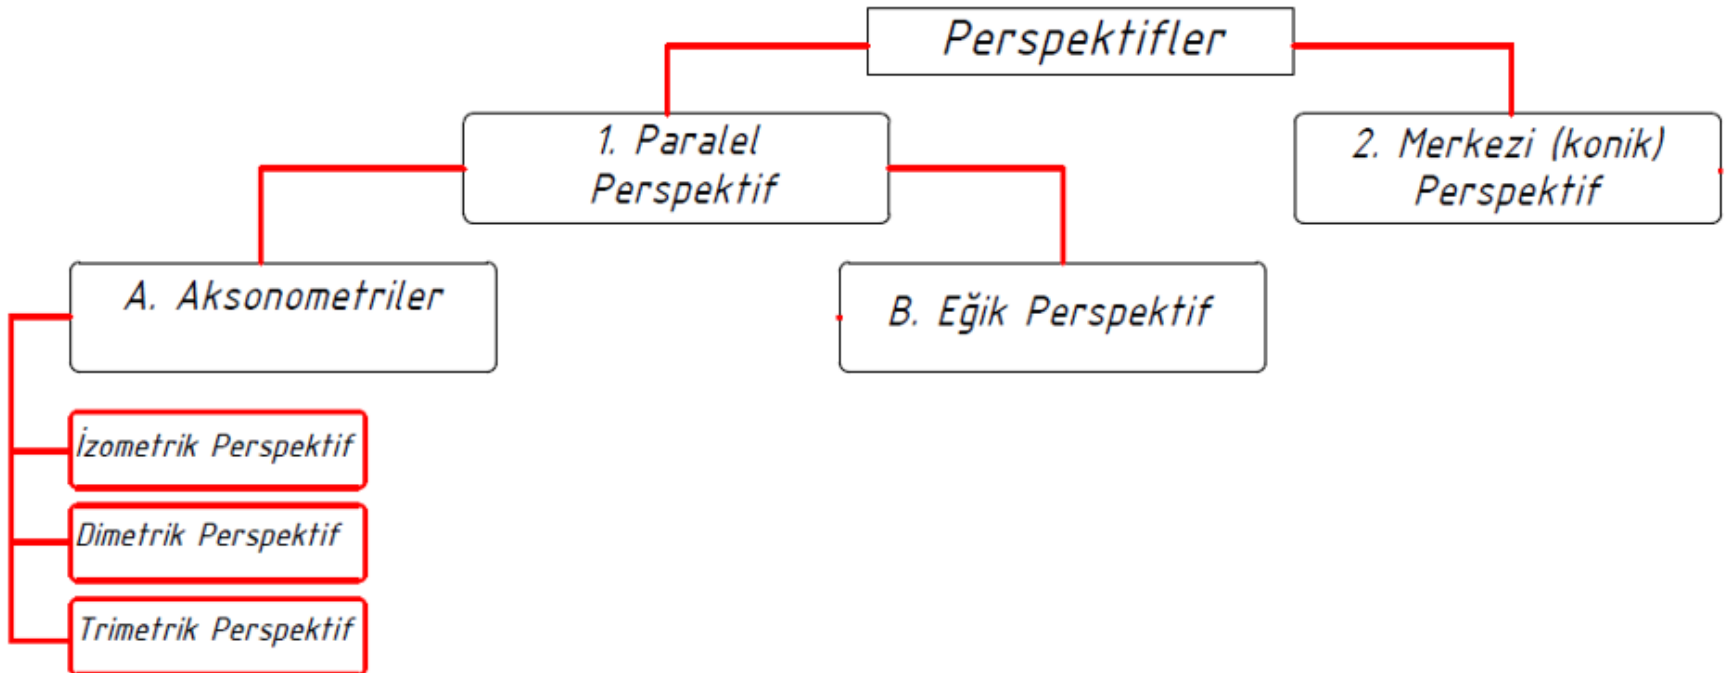 Perspektifler
1. Paralel
Perspektif
2. Merkezi (konik)
Perspektif
A. Aksonometriler
B. Eğik Perspektif
İzometrik Perspektif
Dimetrik Perspektif
Trimetrik Perspektif